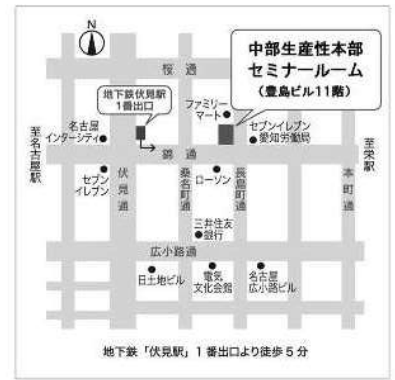 N
中部生産性本部
セミナールーム
（豊島ビル11階）
桜通
地下鉄伏見駅
1番出口
ファミリー
マート
名古屋
インターシティ
セブンイレブン
愛知労働局
至名古屋駅
至栄駅
錦通
セブン
イレブン
伏見通
桑名町通
ローソン
長島町通
本町通
三井住友
銀行
広小路通
日土地ビル
電気
文化会館
名古屋
広小路ビル
地下鉄「伏見駅」1番出口より徒歩5分